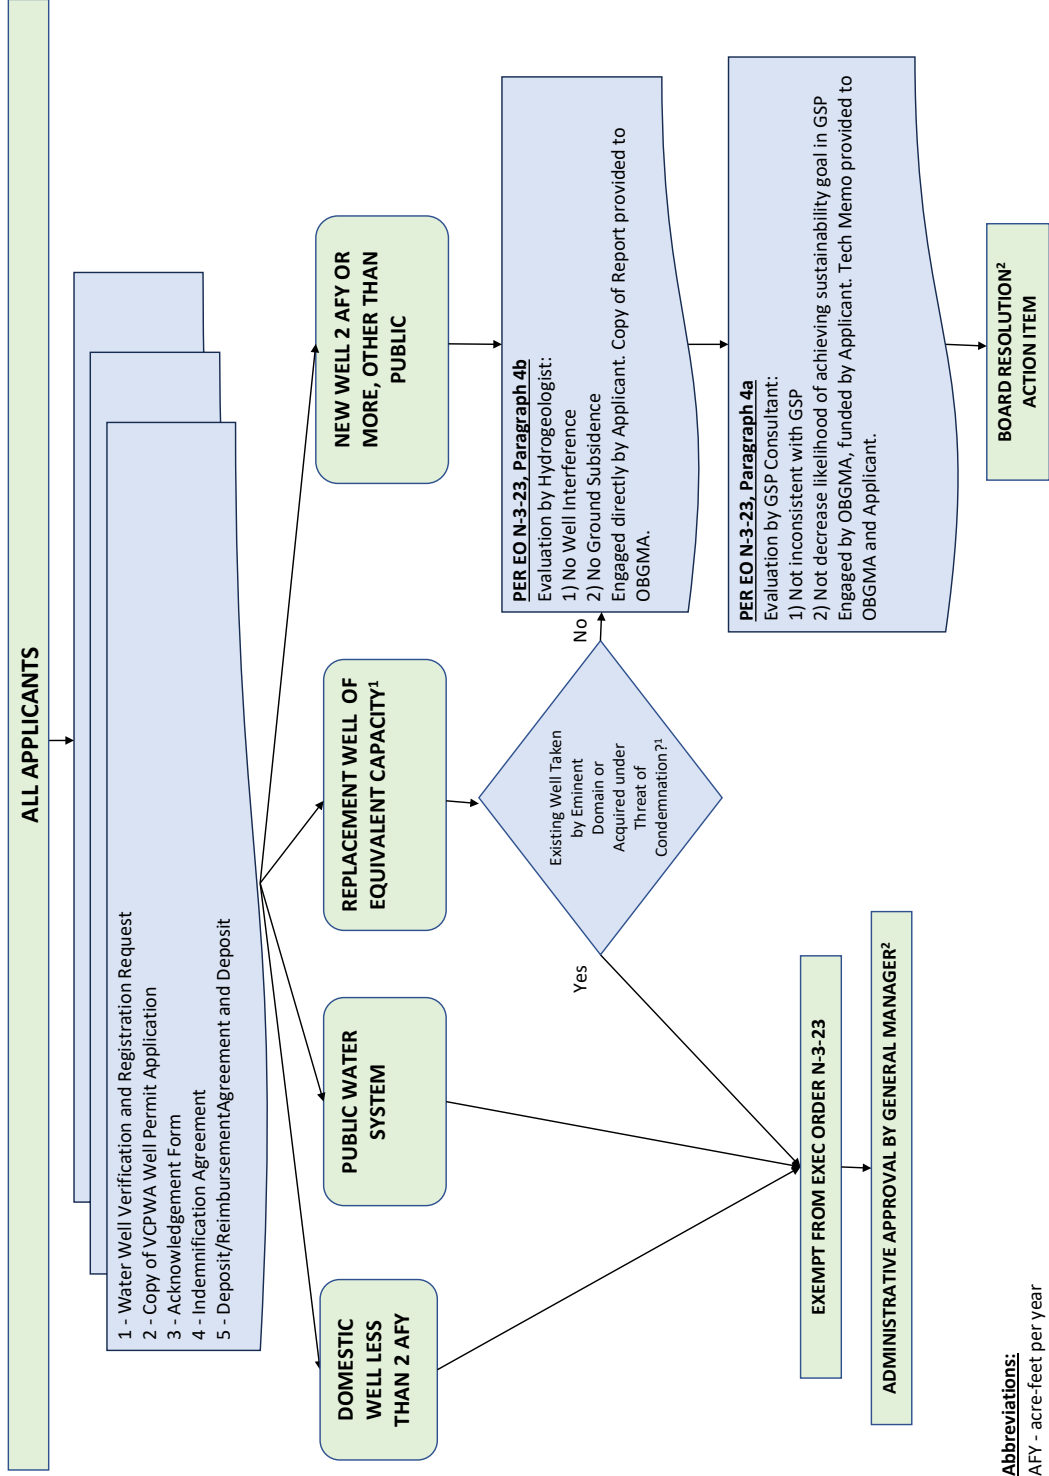 ALL APPLICANTS
1 - Water Well Verification and Registration Request
2 - Copy of VCPWA Well Permit Application
3 - Acknowledgement Form
4 - Indemnification Agreement
5 - Deposit/ReimbursementAgreement and Deposit
DOMESTIC
WELL LESS
THAN 2 AFY
PUBLIC WATER
SYSTEM
REPLACEMENT WELL OF
EQUIVALENT CAPACITY¹
NEW WELL 2 AFY OR
MORE, OTHER THAN
PUBLIC
Existing Well Taken
by Eminent
Domain or
Acquired under
Threat of
Condemnation?¹
Yes
No
PER EO N-3-23, Paragraph 4b
Evaluation by Hydrogeologist:
1) No Well Interference
2) No Ground Subsidence
Engaged directly by Applicant. Copy of Report provided to
OBGMA.
PER EO N-3-23, Paragraph 4a
Evaluation by GSP Consultant:
1) Not inconsistent with GSP
2) Not decrease likelihood of achieving sustainability goal in GSP
Engaged by OBGMA, funded by Applicant. Tech Memo provided to
OBGMA and Applicant.
EXEMPT FROM EXEC ORDER N-3-23
ADMINISTRATIVE APPROVAL BY GENERAL MANAGER²
BOARD RESOLUTION²
ACTION ITEM
Abbreviations:
AFY - acre-feet per year